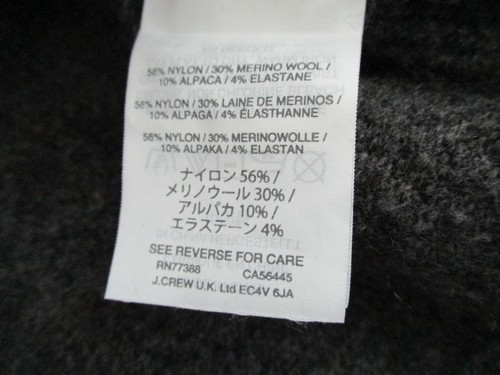 56% NYLON / 30% MERINO WOOL /
10% ALPACA / 4% ELASTANE
56% NYLON / 30% LAINE DE MERINOS /
10% ALPAGA / 4% ÉLASTHANNE
56% NYLON / 30% MERINOWOLLE /
10% ALPAKA / 4% ELASTAN
ナイロン 56% /
メリノウール 30% /
アルパカ 10% /
エラステーン 4%
SEE REVERSE FOR CARE
RN77388 CA56445
J.CREW U.K. Ltd EC4V 6JA